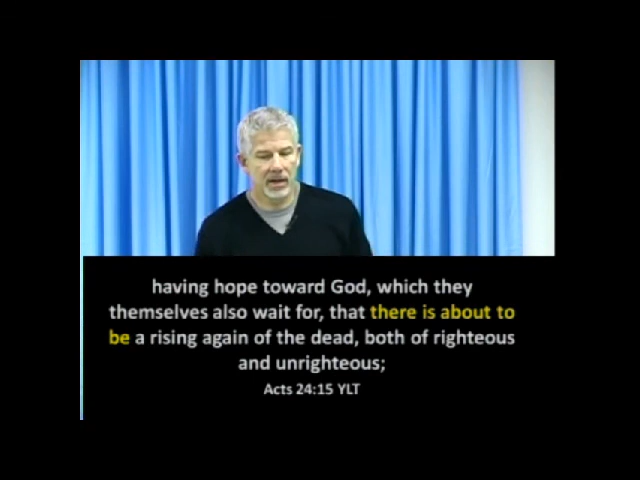 having hope toward God, which they
themselves also wait for, that there is about to
be a rising again of the dead, both of righteous
and unrighteous;
Acts 24:15 YLT